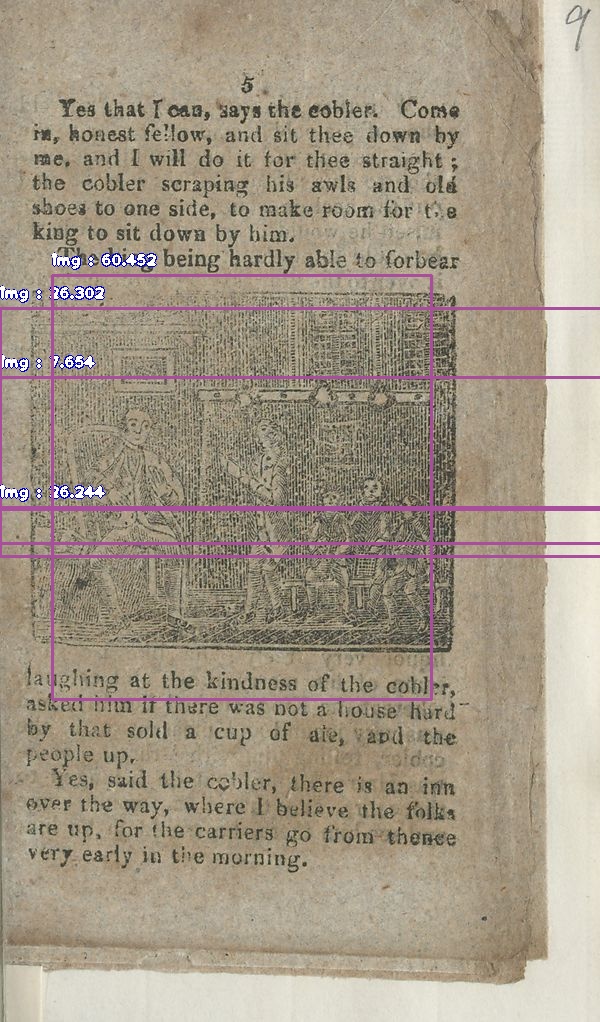 9
5
Yes that I can, says the cobler. Come
in, honest fellow, and sit thee down by
me, and I will do it for thee straight;
the cobler scraping his awls and old
shoes to one side, to make room for the
king to sit down by him.
img : 60.452
The king being hardly able to forbear
img : 26.302
img : 7.654
img : 26.244
laughing at the kindness of the cobler,
asked him if there was not a house hard
by that sold a cup of ale, and the
people up.
Yes, said the cobler, there is an inn
over the way, where I believe the folks
are up, for the carriers go from thence
very early in the morning.